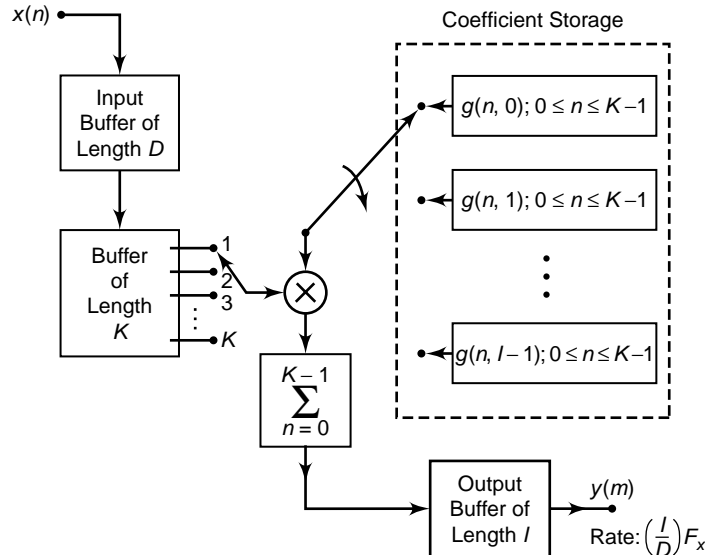 x(n)
Coefficient Storage
Input
Buffer of
Length D
g(n, 0); 0 ≤ n ≤ K–1
g(n, 1); 0 ≤ n ≤ K–1
g(n, I–1); 0 ≤ n ≤ K–1
Buffer
of
Length
K
1
2
3
K
K – 1
∑
n = 0
Output
Buffer of
Length I
y(m)
Rate: (I/D) Fx